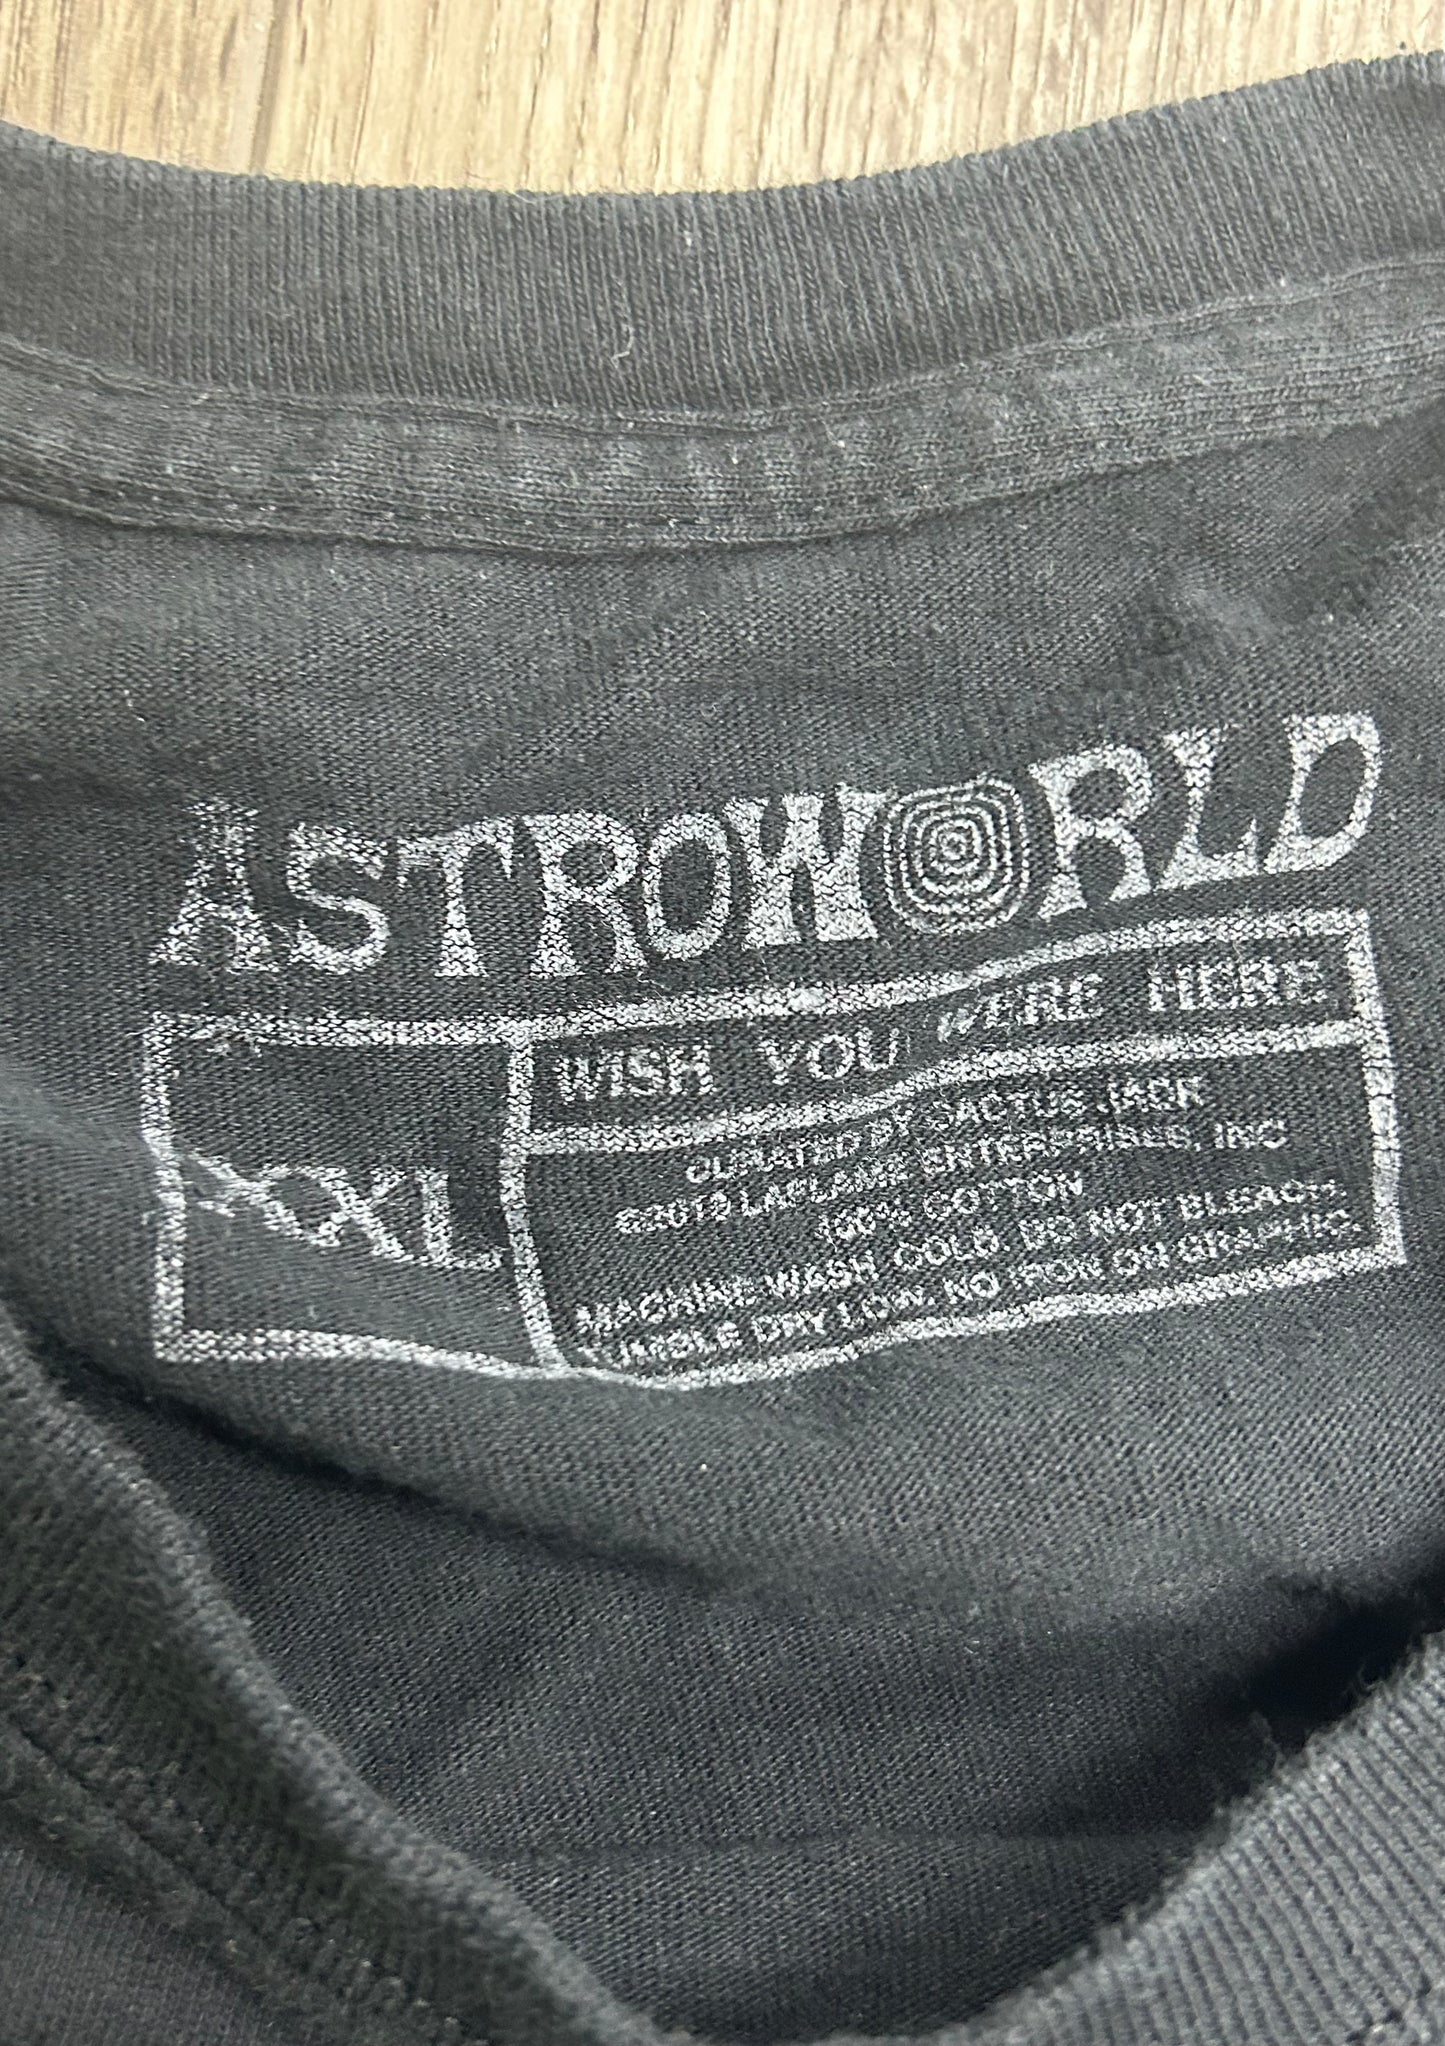 ASTROWORLD
WISH YOU WERE HERE
XXL
CURATED BY CACTUS JACK
LAFLAME ENTERPRISES, INC
100% COTTON
MACHINE WASH COLD. DO NOT BLEACH.
TUMBLE DRY LOW. NO IRON ON GRAPHIC.